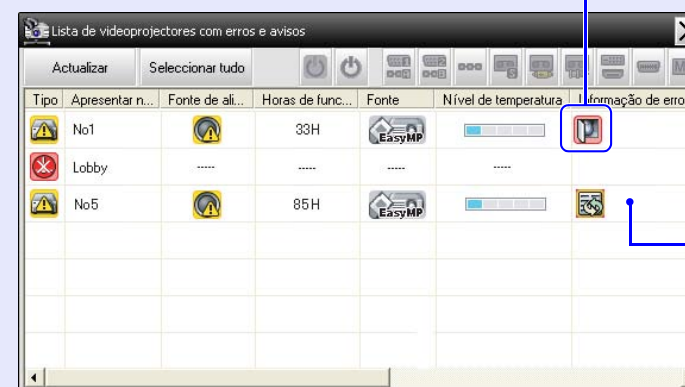 Lista de videoprojectores com erros e avisos
Actualizar Seleccionar tudo
Tipo Apresentar n... Fonte de ali... Horas de func... Fonte Nível de temperatura Informação de erro
No1 33H EasyMP
Lobby ----- ----- ----- -----
No5 85H EasyMP